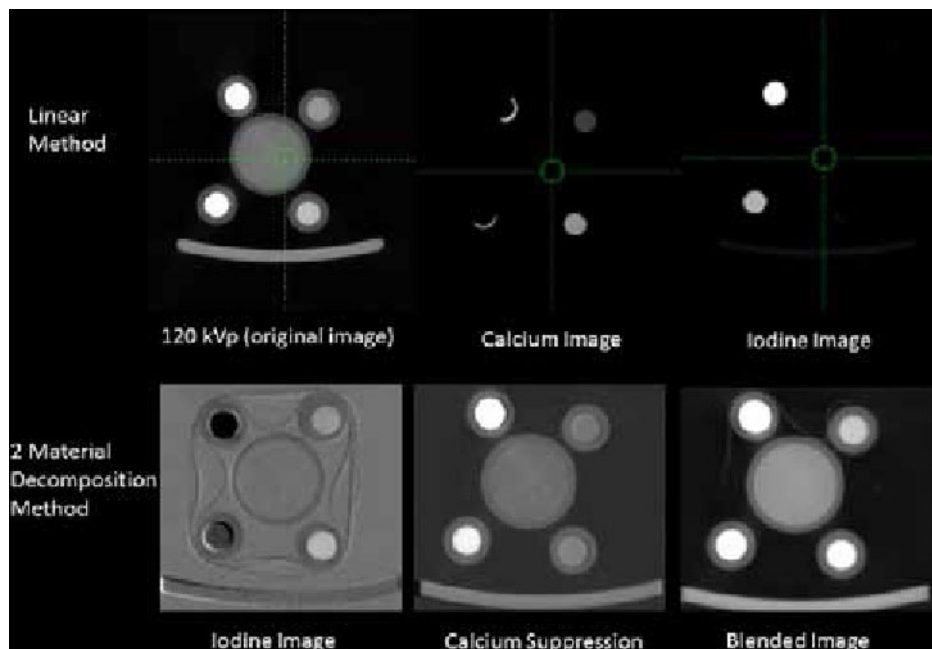 Linear
Method
120 kVp (original image)
Calcium Image
Iodine Image
2 Material
Decomposition
Method
Iodine Image
Calcium Suppression
Blended Image